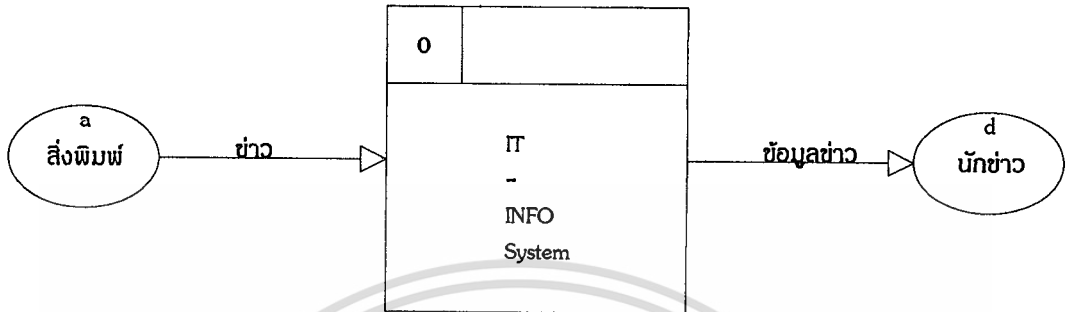 0
a
สิ่งพิมพ์
ข่าว
IT
-
INFO
System
ข้อมูลข่าว
d
นักข่าว